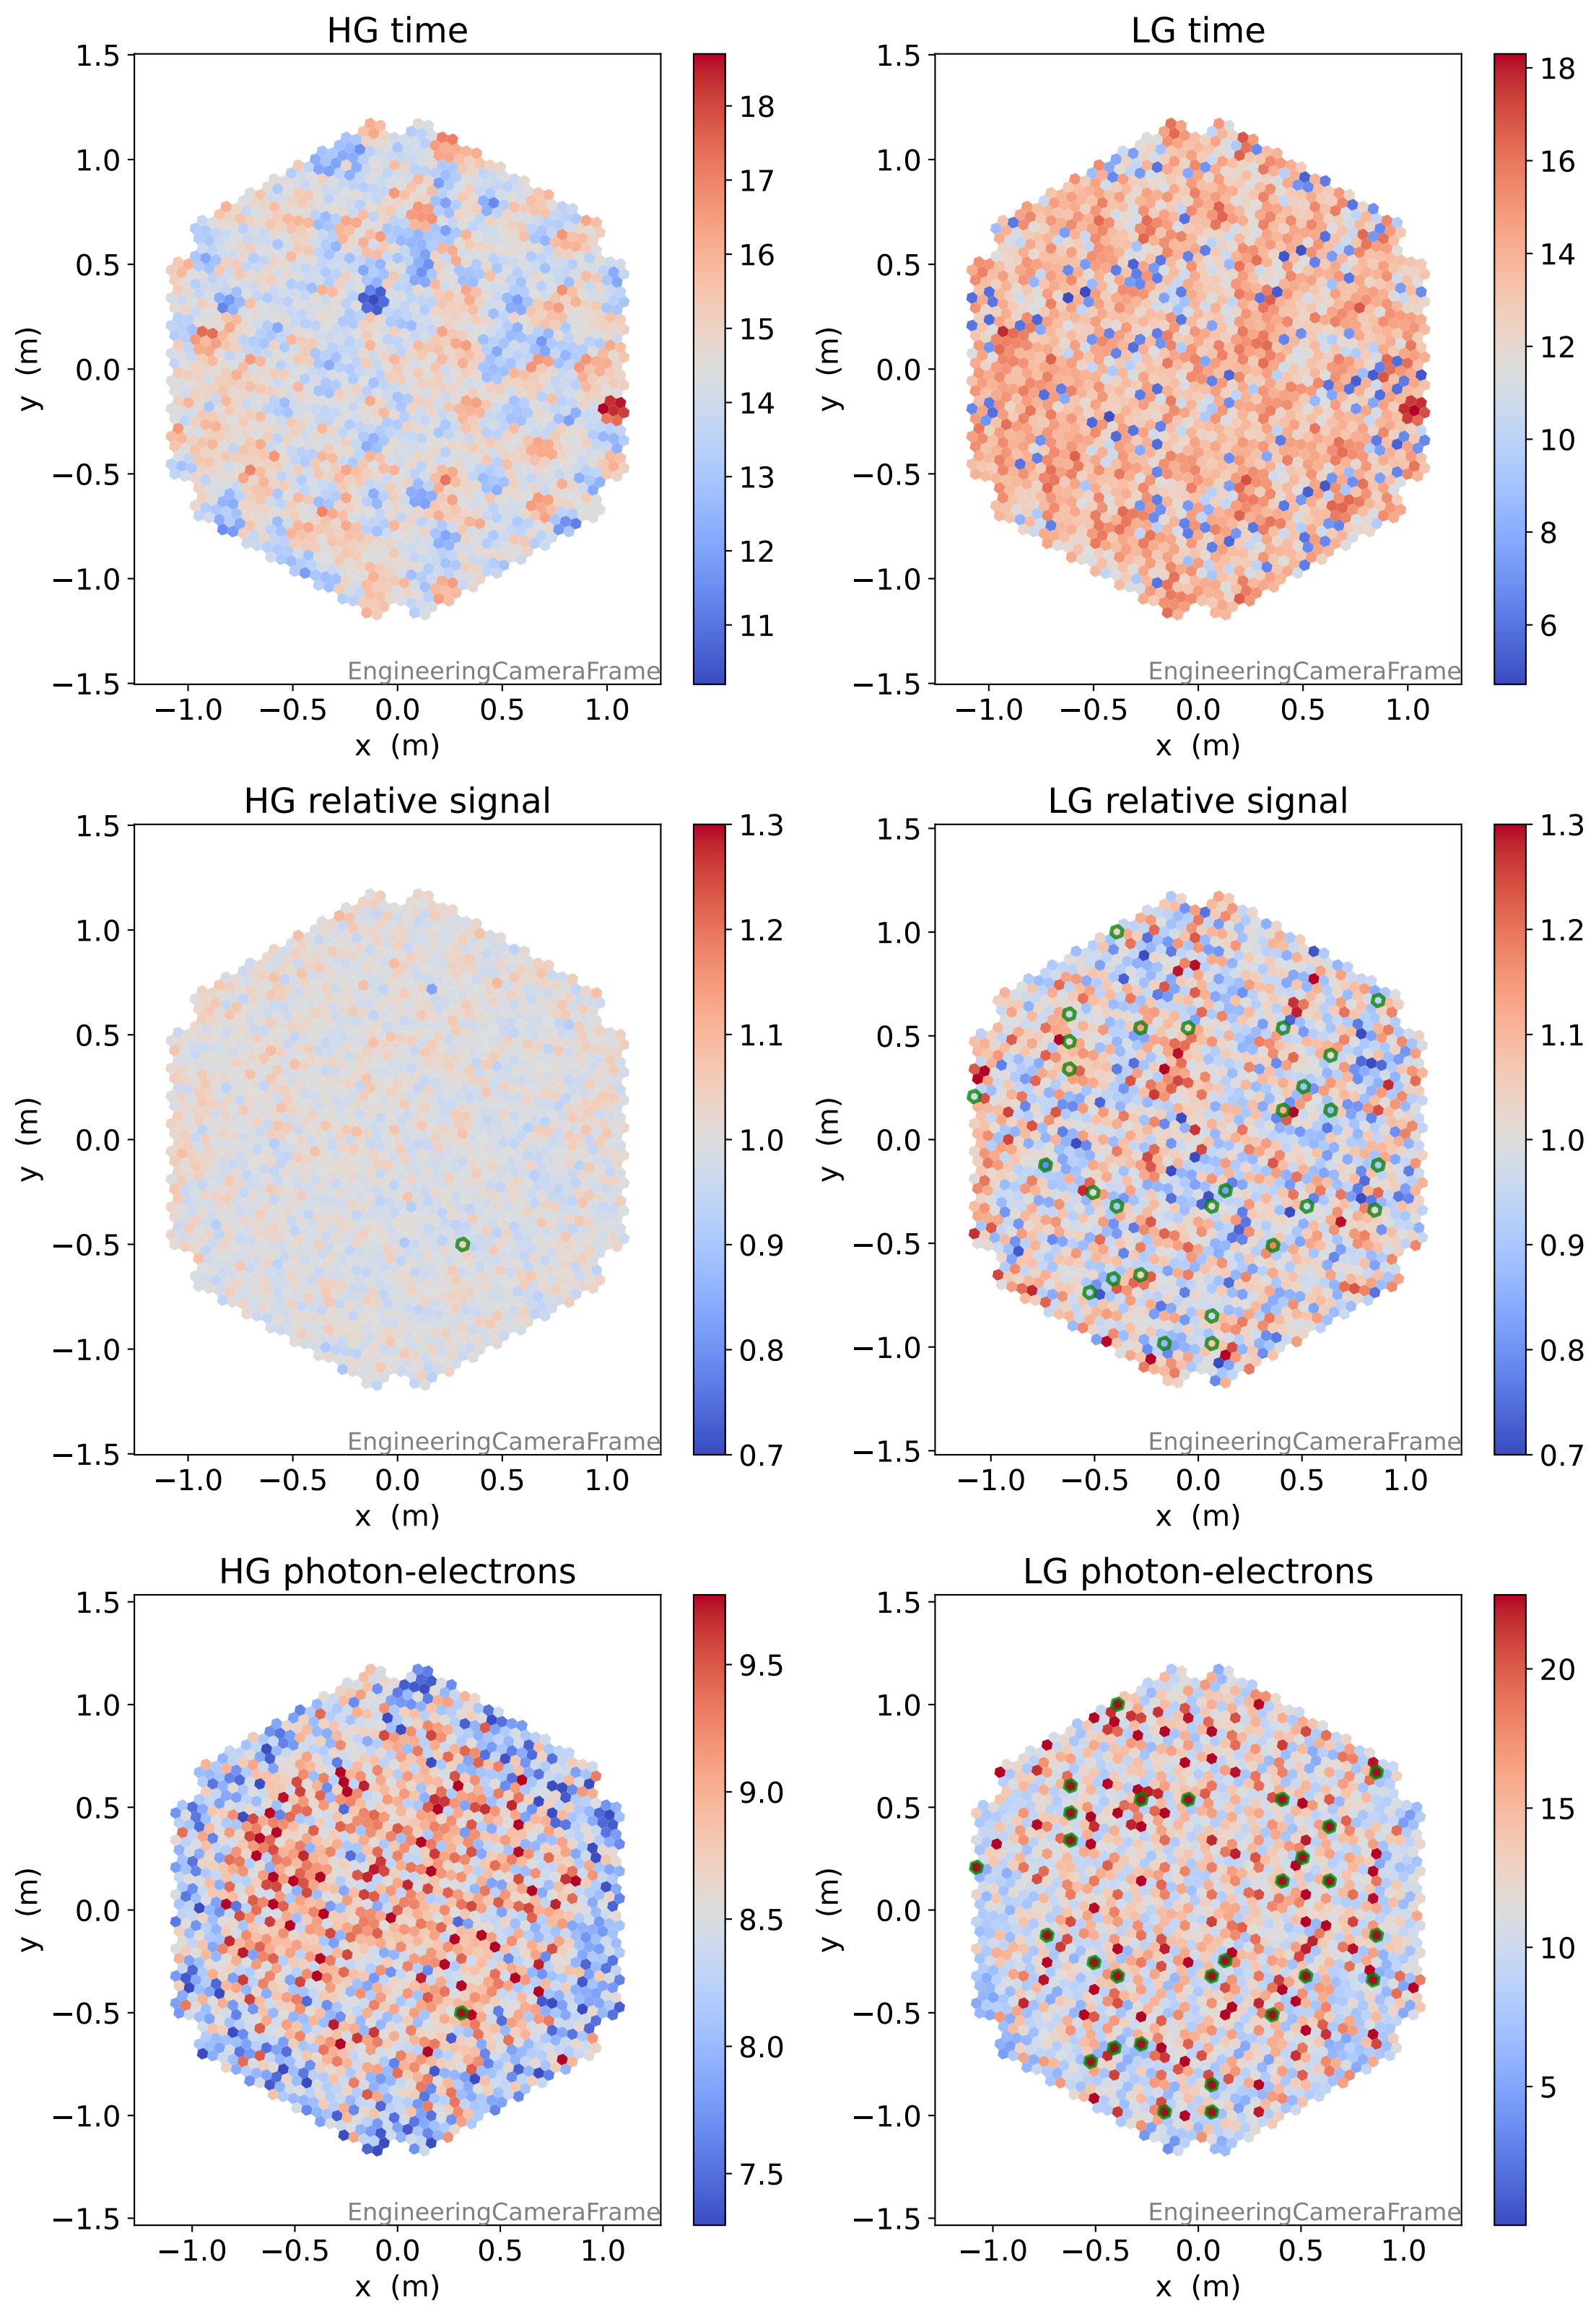 HG time
1.5
1.0
0.5
0.0
−0.5
−1.0
−1.5
y (m)
−1.0 −0.5 0.0 0.5 1.0
x (m)
EngineeringCameraFrame
18
17
16
15
14
13
12
11
LG time
1.5
1.0
0.5
0.0
−0.5
−1.0
−1.5
y (m)
−1.0 −0.5 0.0 0.5 1.0
x (m)
EngineeringCameraFrame
18
16
14
12
10
8
6
HG relative signal
1.5
1.0
0.5
0.0
−0.5
−1.0
−1.5
y (m)
−1.0 −0.5 0.0 0.5 1.0
x (m)
EngineeringCameraFrame
1.3
1.2
1.1
1.0
0.9
0.8
0.7
LG relative signal
1.5
1.0
0.5
0.0
−0.5
−1.0
−1.5
y (m)
−1.0 −0.5 0.0 0.5 1.0
x (m)
EngineeringCameraFrame
1.3
1.2
1.1
1.0
0.9
0.8
0.7
HG photon-electrons
1.5
1.0
0.5
0.0
−0.5
−1.0
−1.5
y (m)
−1.0 −0.5 0.0 0.5 1.0
x (m)
EngineeringCameraFrame
9.5
9.0
8.5
8.0
7.5
LG photon-electrons
1.5
1.0
0.5
0.0
−0.5
−1.0
−1.5
y (m)
−1.0 −0.5 0.0 0.5 1.0
x (m)
EngineeringCameraFrame
20
15
10
5